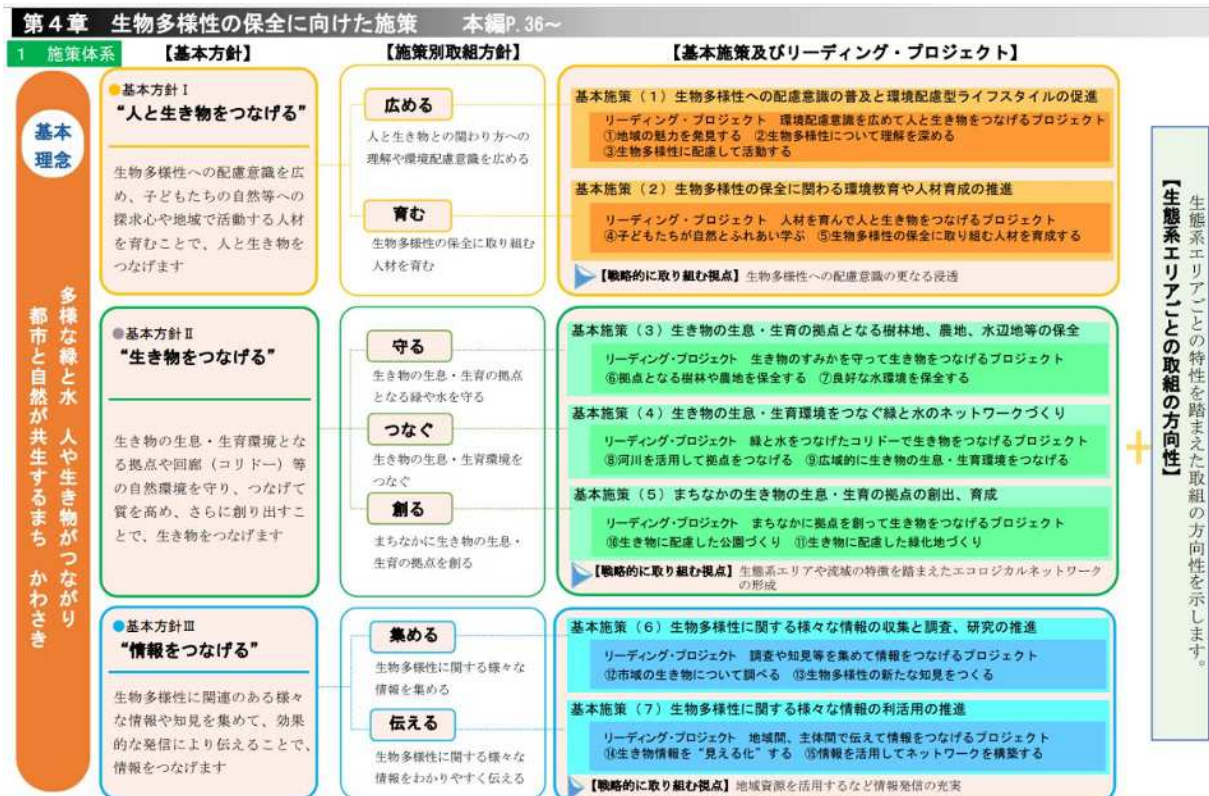 第4章 生物多様性の保全に向けた施策 本編P.36～
1 施策体系
【基本方針】
【施策別取組方針】
【基本施策及びリーディング・プロジェクト】
基本
理念
多様な緑と水 人や生き物がつながり
都市と自然が共生するまち かわさき
●基本方針Ⅰ
“人と生き物をつなげる”
生物多様性への配慮意識を広
め、子どもたちの自然等への
探求心や地域で活動する人材
を育むことで、人と生き物を
つなげます
広める
人と生き物との関わり方への
理解や環境配慮意識を広める
育む
生物多様性の保全に取り組む
人材を育む
基本施策（1）生物多様性への配慮意識の普及と環境配慮型ライフスタイルの促進
リーディング・プロジェクト 環境配慮意識を広めて人と生き物をつなげるプロジェクト
①地域の魅力を発見する ②生物多様性について理解を深める
③生物多様性に配慮して活動する
基本施策（2）生物多様性の保全に関わる環境教育や人材育成の推進
リーディング・プロジェクト 人材を育んで人と生き物をつなげるプロジェクト
④子どもたちが自然とふれあい学ぶ ⑤生物多様性の保全に取り組む人材を育成する
【戦略的に取り組む視点】生物多様性への配慮意識の更なる浸透
●基本方針Ⅱ
“生き物をつなげる”
生き物の生息・生育環境とな
る拠点や回廊（コリドー）等
の自然環境を守り、つなげて
質を高め、さらに創り出すこ
とで、生き物をつなげます
守る
生き物の生息・生育の拠点
となる緑や水を守る
つなぐ
生き物の生息・生育環境を
つなぐ
創る
まちなかに生き物の生息・
生育の拠点を創る
基本施策（3）生き物の生息・生育の拠点となる樹林地、農地、水辺地等の保全
リーディング・プロジェクト 生き物のすみかを守って生き物をつなげるプロジェクト
⑥拠点となる樹林や農地を保全する ⑦良好な水環境を保全する
基本施策（4）生き物の生息・生育環境をつなぐ緑と水のネットワークづくり
リーディング・プロジェクト 緑と水をつなげたコリドーで生き物をつなげるプロジェクト
⑧河川を活用して拠点をつなげる ⑨広域的に生き物の生息・生育環境をつなげる
基本施策（5）まちなかの生き物の生息・生育の拠点の創出、育成
リーディング・プロジェクト まちなかに拠点を創って生き物をつなげるプロジェクト
⑩生き物に配慮した公園づくり ⑪生き物に配慮した緑化地づくり
【戦略的に取り組む視点】生態系エリアや流域の特徴を踏まえたエコロジカルネットワーク
の形成
●基本方針Ⅲ
“情報をつなげる”
生物多様性に関連のある様々
な情報や知見を集めて、効果
的な発信により伝えることで、
情報をつなげます
集める
生物多様性に関する様々な
情報を集める
伝える
生物多様性に関する様々な
情報をわかりやすく伝える
基本施策（6）生物多様性に関する様々な情報の収集と調査、研究の推進
リーディング・プロジェクト 調査や知見等を集めて情報をつなげるプロジェクト
⑫市域の生き物について調べる ⑬生物多様性の新たな知見をつくる
基本施策（7）生物多様性に関する様々な情報の利活用の推進
リーディング・プロジェクト 地域間、主体間で伝えて情報をつなげるプロジェクト
⑭生き物情報を“見える化”する ⑮情報を活用してネットワークを構築する
【戦略的に取り組む視点】地域資源を活用するなど情報発信の充実
+
生態系エリアごとの特性を踏まえた取組の方向性を示します。
【生態系エリアごとの取組の方向性】